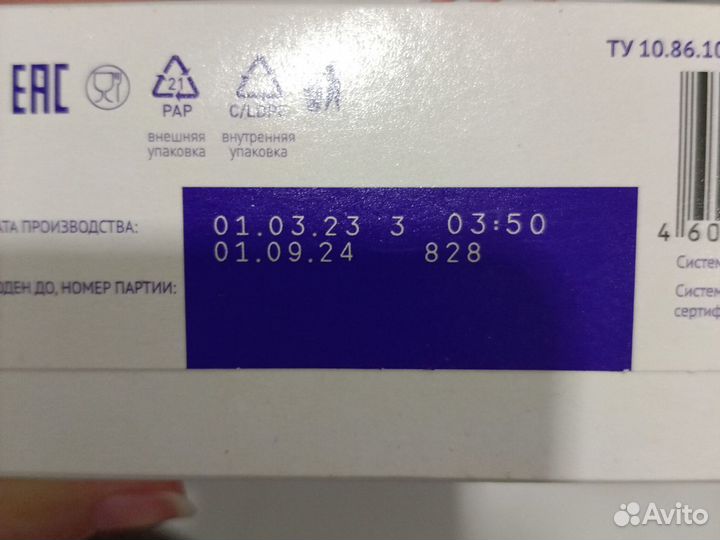 ТУ 10.86.10
EAC
21
PAP
C/LDPE
внешняя
упаковка
внутренняя
упаковка
АТА ПРОИЗВОДСТВА:
01.03.23 3 03:50
01.09.24 828
ОДЕН ДО, НОМЕР ПАРТИИ:
4 60
Систем
Систем
сертиф
Avito